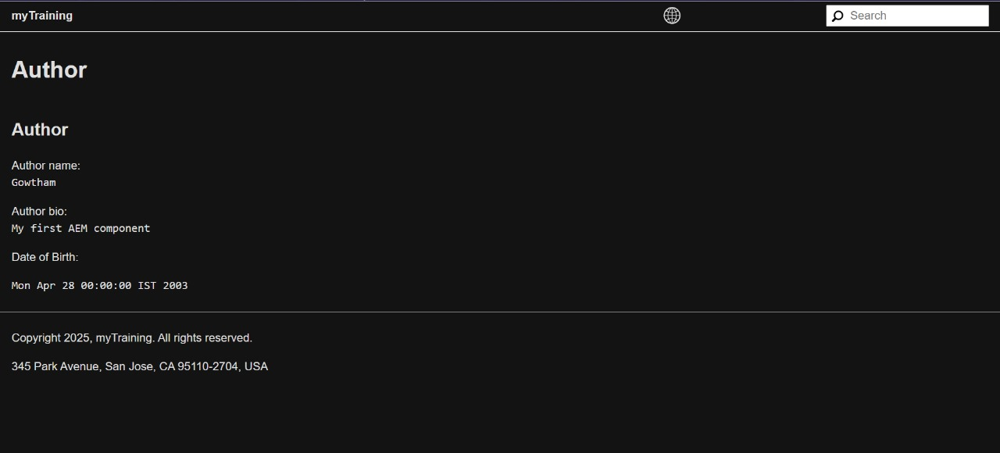 myTraining
Search
Author
Author
Author name:
Gowtham
Author bio:
My first AEM component
Date of Birth:
Mon Apr 28 00:00:00 IST 2003
Copyright 2025, myTraining. All rights reserved.
345 Park Avenue, San Jose, CA 95110-2704, USA